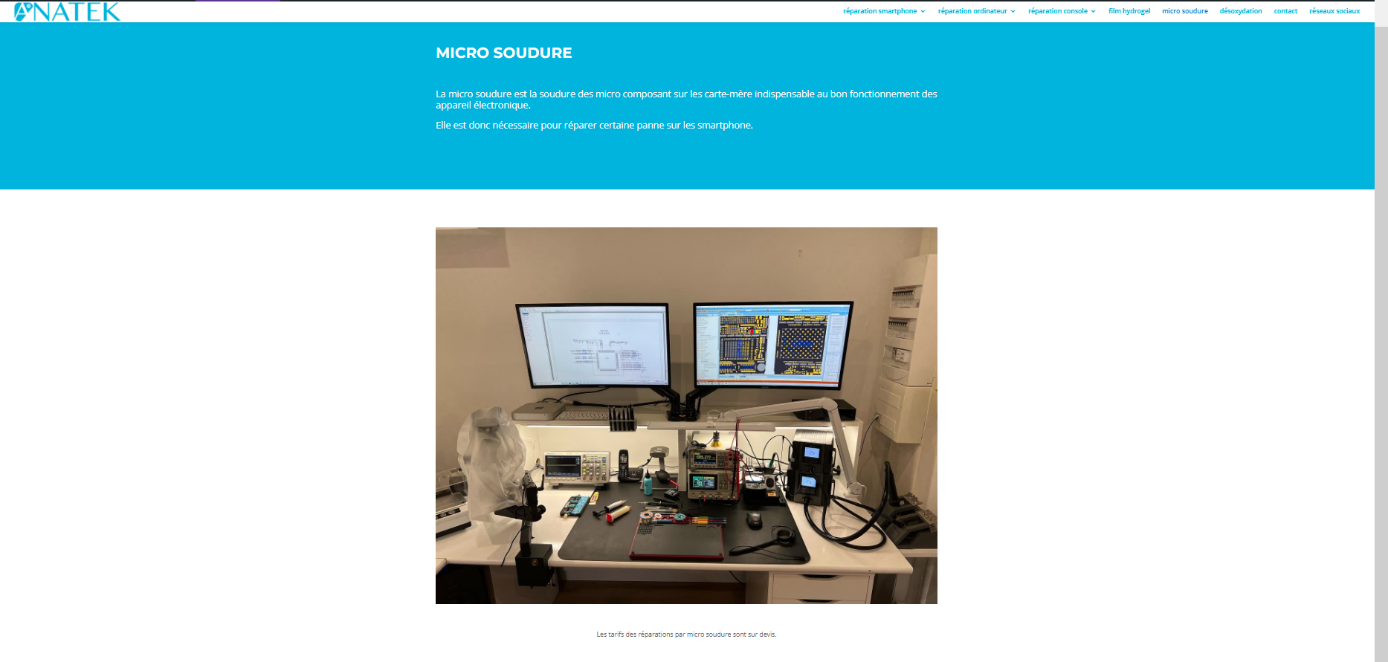 ANATEK
réparation smartphone réparation ordinateur réparation console film hydrogel micro soudure désoxydation contact réseaux sociaux
MICRO SOUDURE
La micro soudure est la soudure des micro composant sur les carte-mère indispensable au bon fonctionnement des
appareil électronique.
Elle est donc nécessaire pour réparer certaine panne sur les smartphone.
Les tarifs des réparations par micro soudure sont sur devis.